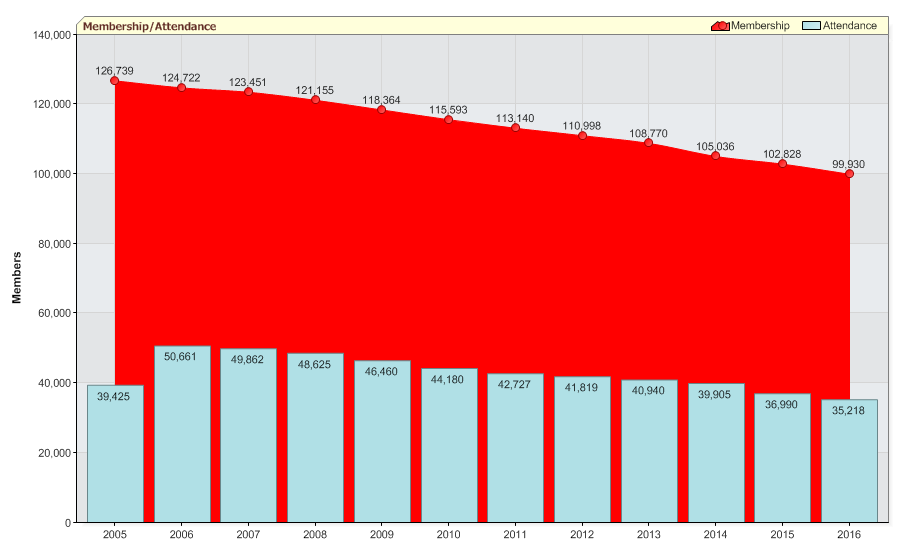 Membership/Attendance
Membership Attendance
140,000
120,000
100,000
80,000
60,000
40,000
20,000
0
Members
126,739 124,722 123,451 121,155 118,364 115,593 113,140 110,998 108,770 105,036 102,828 99,930
39,425 50,661 49,862 48,625 46,460 44,180 42,727 41,819 40,940 39,905 36,990 35,218
2005 2006 2007 2008 2009 2010 2011 2012 2013 2014 2015 2016